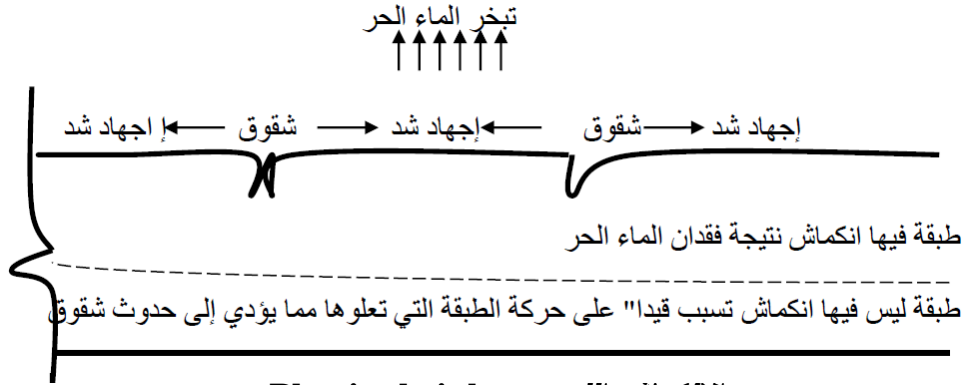 تبخر الماء الحر
إجهاد شد شقوق إجهاد شد شقوق إ اجهاد شد
طبقة فيها انكماش نتيجة فقدان الماء الحر
طبقة ليس فيها انكماش تسبب قيدا" على حركة الطبقة التي تعلوها مما يؤدي إلى حدوث شقوق